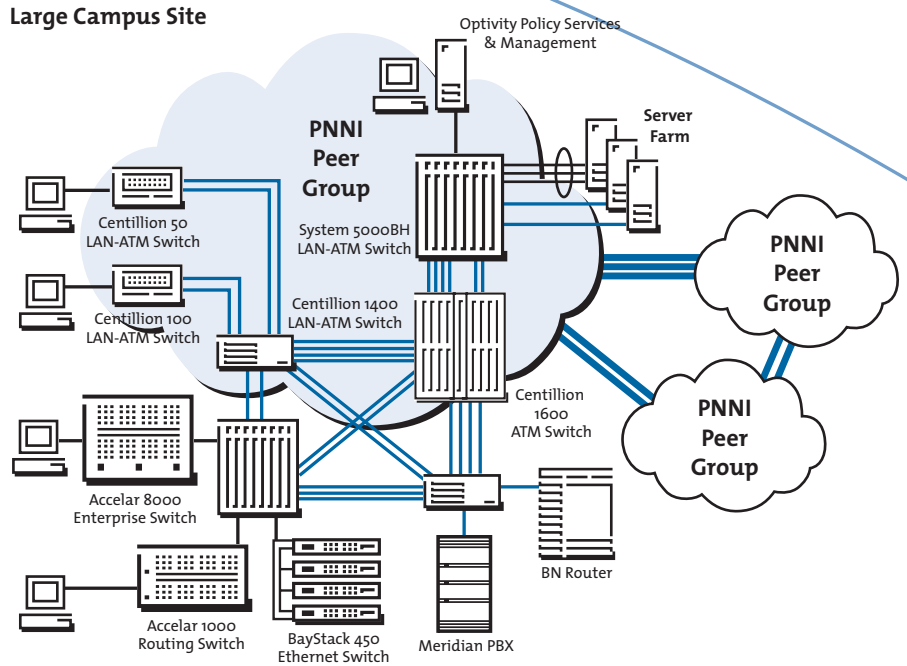 Large Campus Site
Optivity Policy Services
& Management
PNNI
Peer
Group
Server
Farm
Centillion 50
LAN-ATM Switch
System 5000BH
LAN-ATM
Switch
PNNI
Peer
Group
Centillion 100
LAN-ATM Switch
Centillion 1400
LAN-ATM Switch
Centillion
1600
ATM Switch
PNNI
Peer
Group
Accelar 8000
Enterprise Switch
BN Router
Accelar 1000
Routing Switch
BayStack 450
Ethernet Switch
Meridian PBX